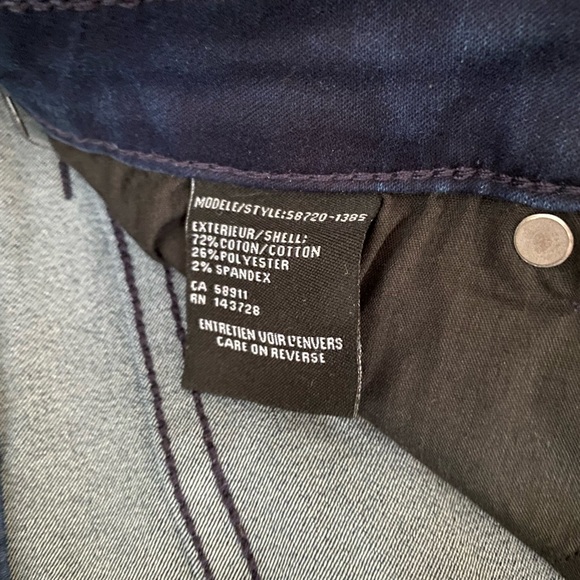 MODELE/STYLE:58720-1385
EXTERIEUR/SHELL:
72%COTON/COTTON
26%POLYESTER
2% SPANDEX
CA 58911
RN 143728
ENTRETIEN VOIR L'ENVERS
CARE ON REVERSE